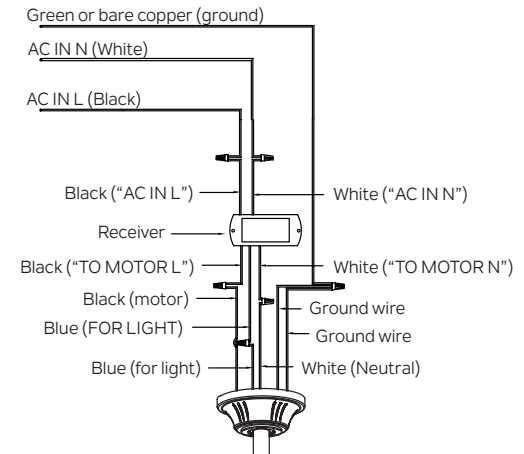 Green or bare copper (ground)
AC IN N (White)
AC IN L (Black)
Black (“AC IN L”)
White (“AC IN N”)
Receiver
Black (“TO MOTOR L”)
White (“TO MOTOR N”)
Black (motor)
Ground wire
Blue (FOR LIGHT)
Ground wire
Blue (for light)
White (Neutral)